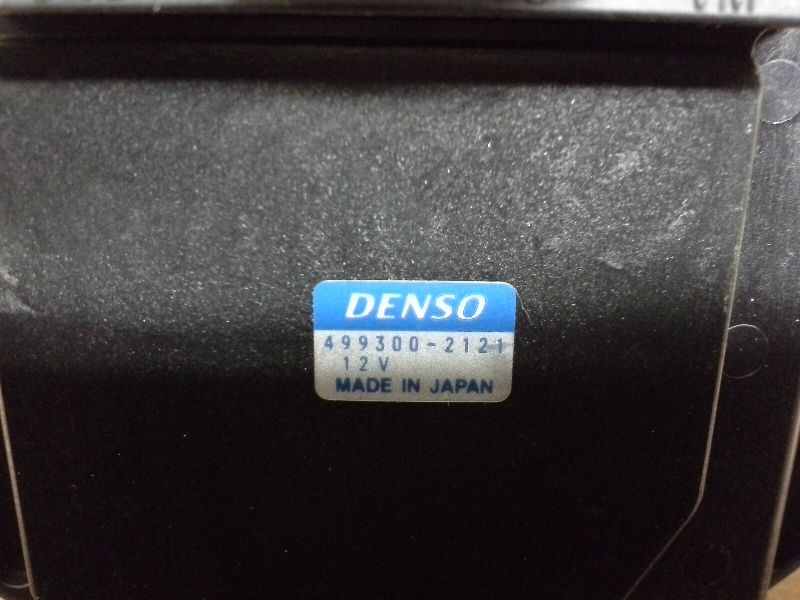 DENSO
499300-2121
12V
MADE IN JAPAN